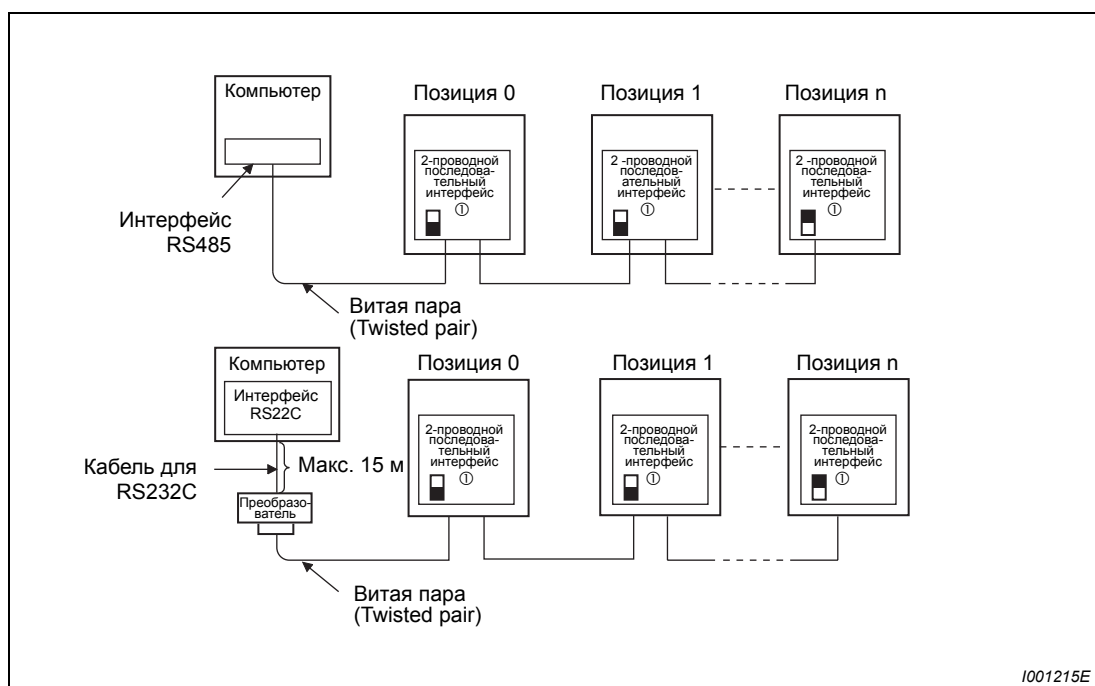 Компьютер
Позиция 0
Позиция 1
Позиция n
2-проводной
последова-
тельный
интерфейс
①
2 -проводной
последов-
ательный
интерфейс
①
2 -проводной
последова-
тельный
интерфейс
①
Интерфейс
RS485
Витая пара
(Twisted pair)
Компьютер
Позиция 0
Позиция 1
Позиция n
Интерфейс
RS22C
2-проводной
последова-
тельный
интерфейс
①
2-проводной
последова-
тельный
интерфейс
①
2-проводной
последова-
тельный
интерфейс
①
Кабель для
RS232C
Макс. 15 м
Преобразо-
ватель
Витая пара
(Twisted pair)
I001215E